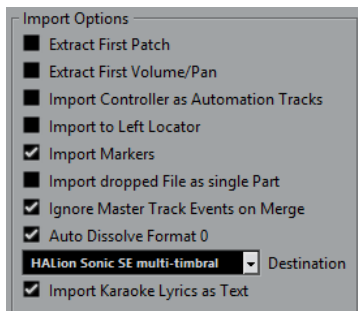 Import Options
Extract First Patch
Extract First Volume/Pan
Import Controller as Automation Tracks
Import to Left Locator
Import Markers
Import dropped File as single Part
Ignore Master Track Events on Merge
Auto Dissolve Format 0
HALion Sonic SE multi-timbral Destination
Import Karaoke Lyrics as Text